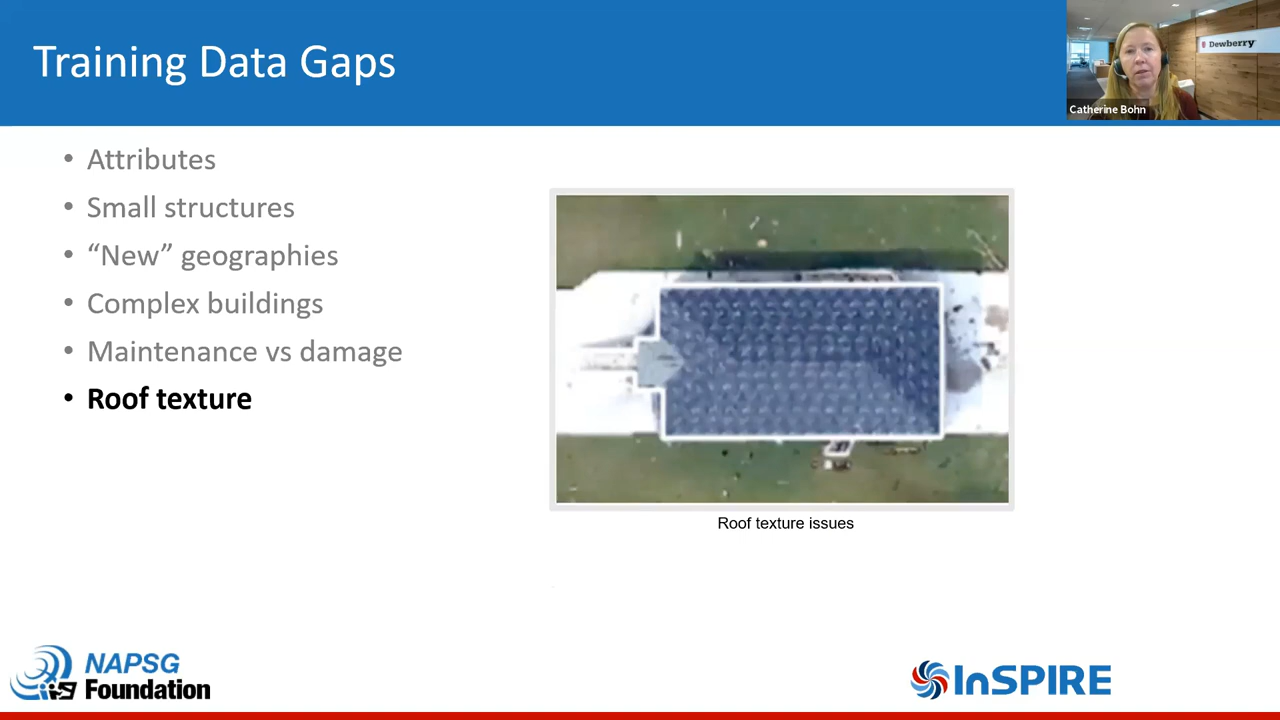 Training Data Gaps
Dewberry
Catherine Bohn
• Attributes
• Small structures
• “New” geographies
• Complex buildings
• Maintenance vs damage
• Roof texture
Roof texture issues
NAPSG
Foundation
InSPIRE